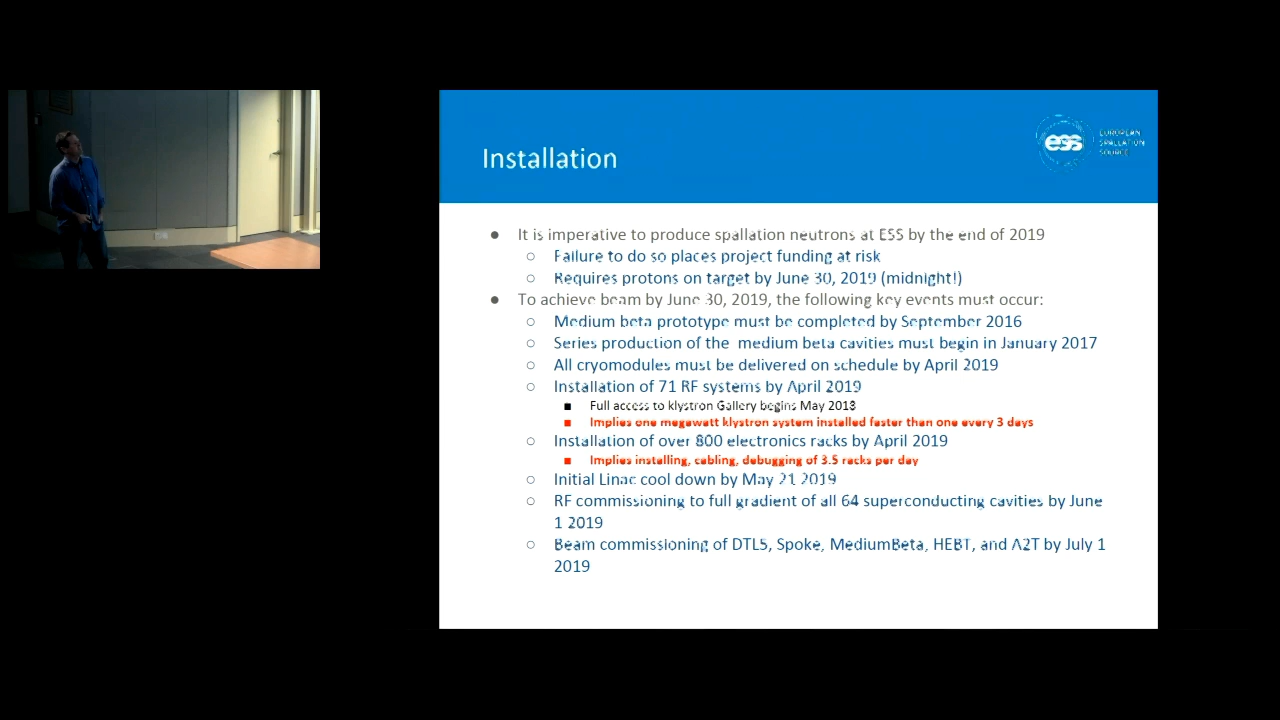 Installation
ess
EUROPEAN
SPALLATION
SOURCE
● It is imperative to produce spallation neutrons at ESS by the end of 2019
○ Failure to do so places project funding at risk
○ Requires protons on target by June 30, 2019 (midnight!)
● To achieve beam by June 30, 2019, the following key events must occur:
○ Medium beta prototype must be completed by September 2016
○ Series production of the medium beta cavities must begin in January 2017
○ All cryomodules must be delivered on schedule by April 2019
○ Installation of 71 RF systems by April 2019
■ Full access to klystron Gallery begins May 2018
■ Implies one megawatt klystron system installed faster than one every 3 days
○ Installation of over 800 electronics racks by April 2019
■ Implies installing, cabling, debugging of 3.5 racks per day
○ Initial Linac cool down by May 21 2019
○ RF commissioning to full gradient of all 64 superconducting cavities by June
1 2019
○ Beam commissioning of DTL5, Spoke, MediumBeta, HEBT, and A2T by July 1
2019